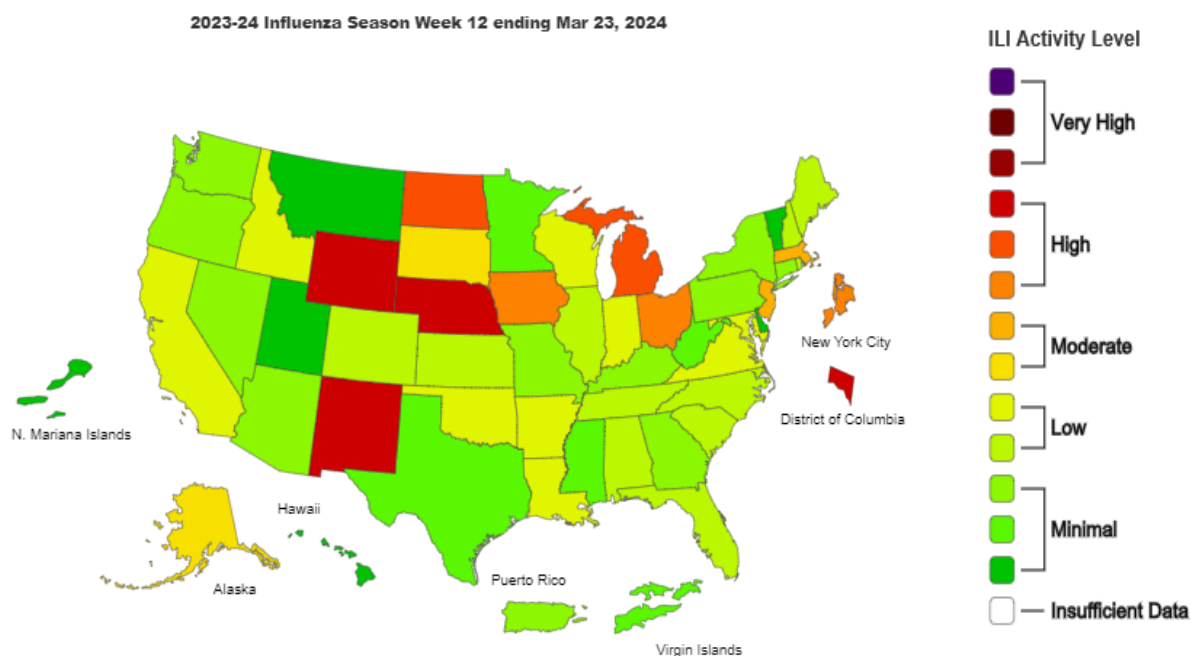 2023-24 Influenza Season Week 12 ending Mar 23, 2024
ILI Activity Level
Very High
High
Moderate
Low
Minimal
Insufficient Data
New York City
District of Columbia
N. Mariana Islands
Hawaii
Alaska
Puerto Rico
Virgin Islands